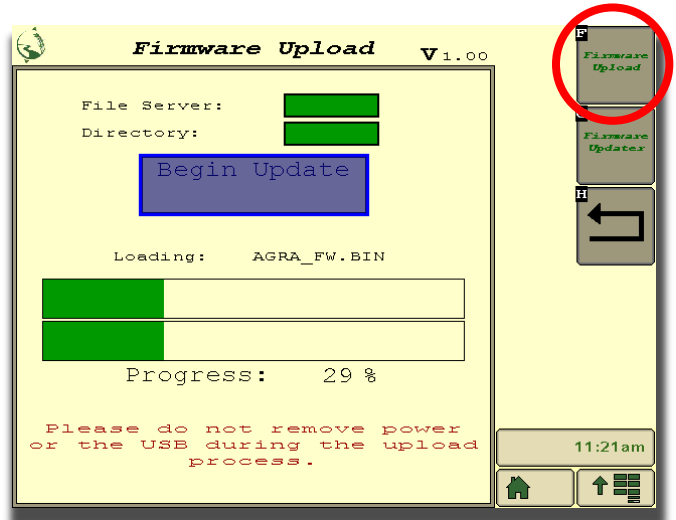 Firmware Upload V1.00
File Server:
Directory:
Begin Update
Loading: AGRA_FW.BIN
Progress: 29 %
Please do not remove power
or the USB during the upload
process.
F
Firmware
Upload
Firmware
Updater
H
11:21am